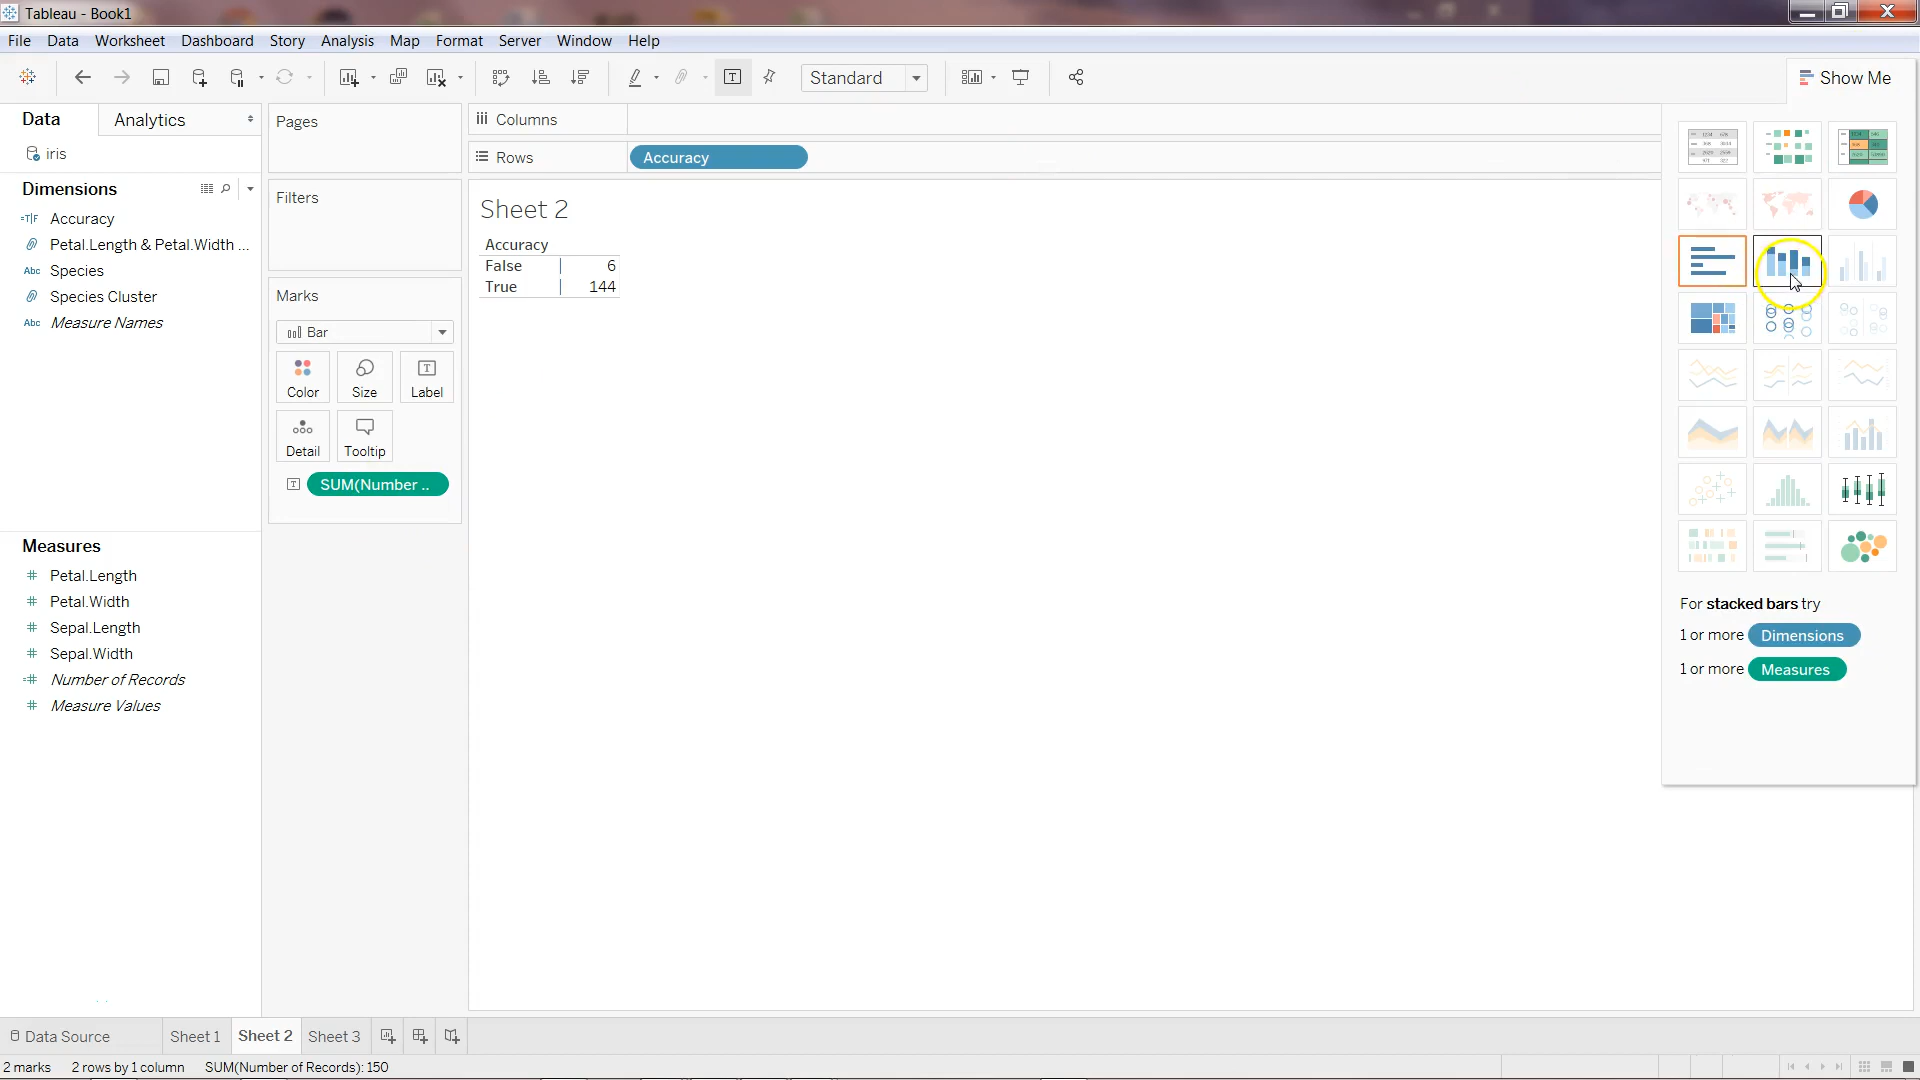 Tableau - Book1
File Data Worksheet Dashboard Story Analysis Map Format Server Window Help
Standard
Show Me
Data Analytics
iris
Dimensions
Accuracy
Petal.Length & Petal.Width ...
Species
Species Cluster
Measure Names
Measures
Petal.Length
Petal.Width
Sepal.Length
Sepal.Width
Number of Records
Measure Values
Pages
Filters
Marks
Bar
Color Size Label
Detail Tooltip
SUM(Number ..
Columns
Rows Accuracy
Sheet 2
Accuracy
False 6
True 144
For stacked bars try
1 or more Dimensions
1 or more Measures
Data Source Sheet 1 Sheet 2 Sheet 3
2 marks 2 rows by 1 column SUM(Number of Records): 150